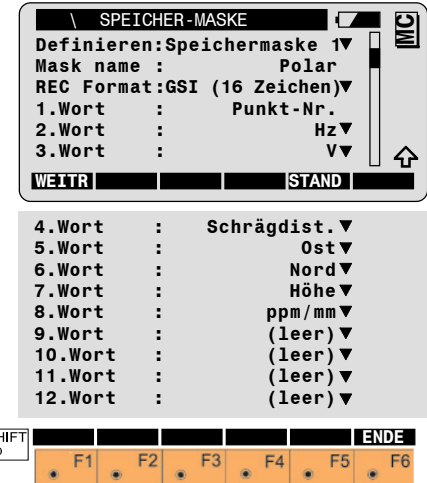 \ SPEICHER-MASKE
MC
Definieren:Speichermaske 1▼
Mask name : Polar
REC Format:GSI (16 Zeichen)▼
1.Wort : Punkt-Nr.
2.Wort : Hz▼
3.Wort : V▼
WEITR STAND
4.Wort : Schrägdist.▼
5.Wort : Ost▼
6.Wort : Nord▼
7.Wort : Höhe▼
8.Wort : ppm/mm▼
9.Wort : (leer)▼
10.Wort : (leer)▼
11.Wort : (leer)▼
12.Wort : (leer)▼
ENDE
F1 F2 F3 F4 F5 F6